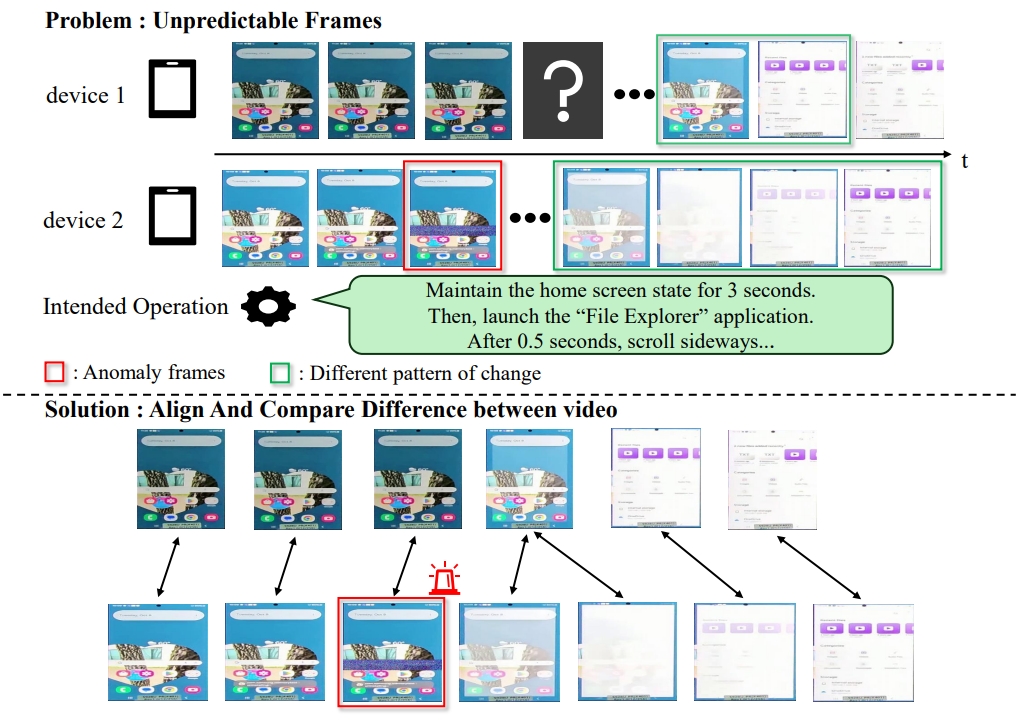 Problem : Unpredictable Frames
device 1
?
t
device 2
Intended Operation
Maintain the home screen state for 3 seconds.
Then, launch the “File Explorer” application.
After 0.5 seconds, scroll sideways...
: Anomaly frames
: Different pattern of change
Solution : Align And Compare Difference between video